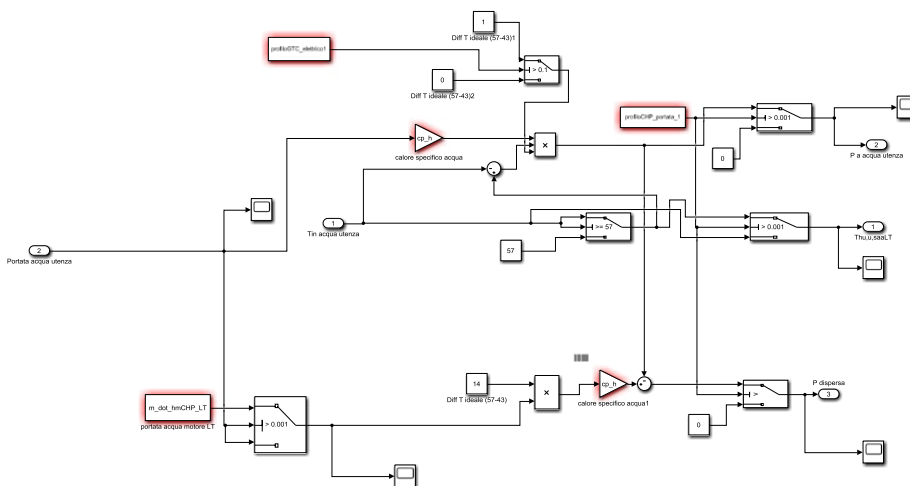 1
Diff T ideale (57-43)1
> 0.1
0
Diff T ideale (57-43)2
profiloCHP_portata_1
> 0.001
cp_h
calore specifico acqua
×
0
2
P a acqua utenza
1
Tin acqua utenza
>= 57
57
> 0.001
1
Thu,u,saaLT
2
Portata acqua utenza
14
Diff T ideale (57-43)
×
cp_h
calore specifico acqua1
>
0
P dispersa
3
m_dot_hmCHP_LT
portata acqua motore LT
> 0.001